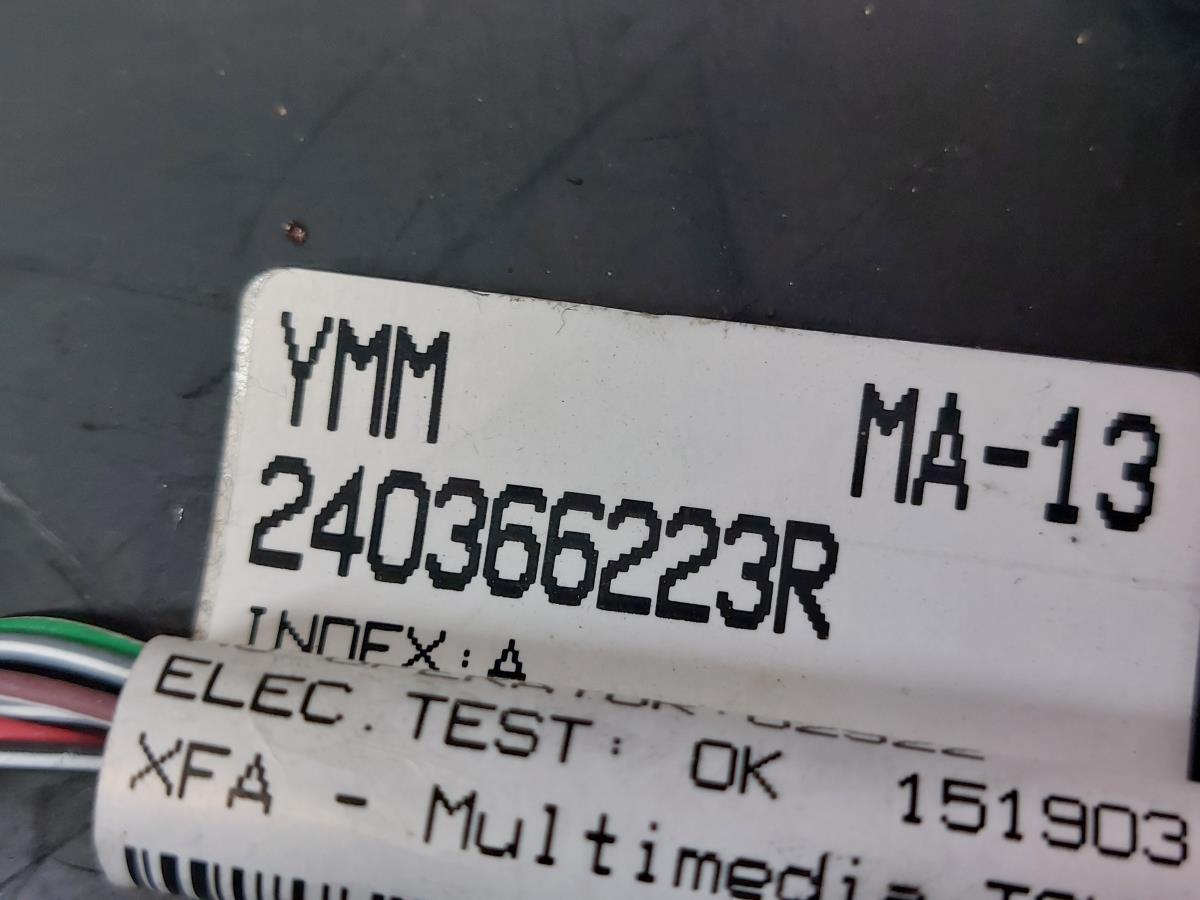 YMM
MA-13
240366223R
INDEX:A
ELEC.TEST: OK
151903
XFA - Multimedia